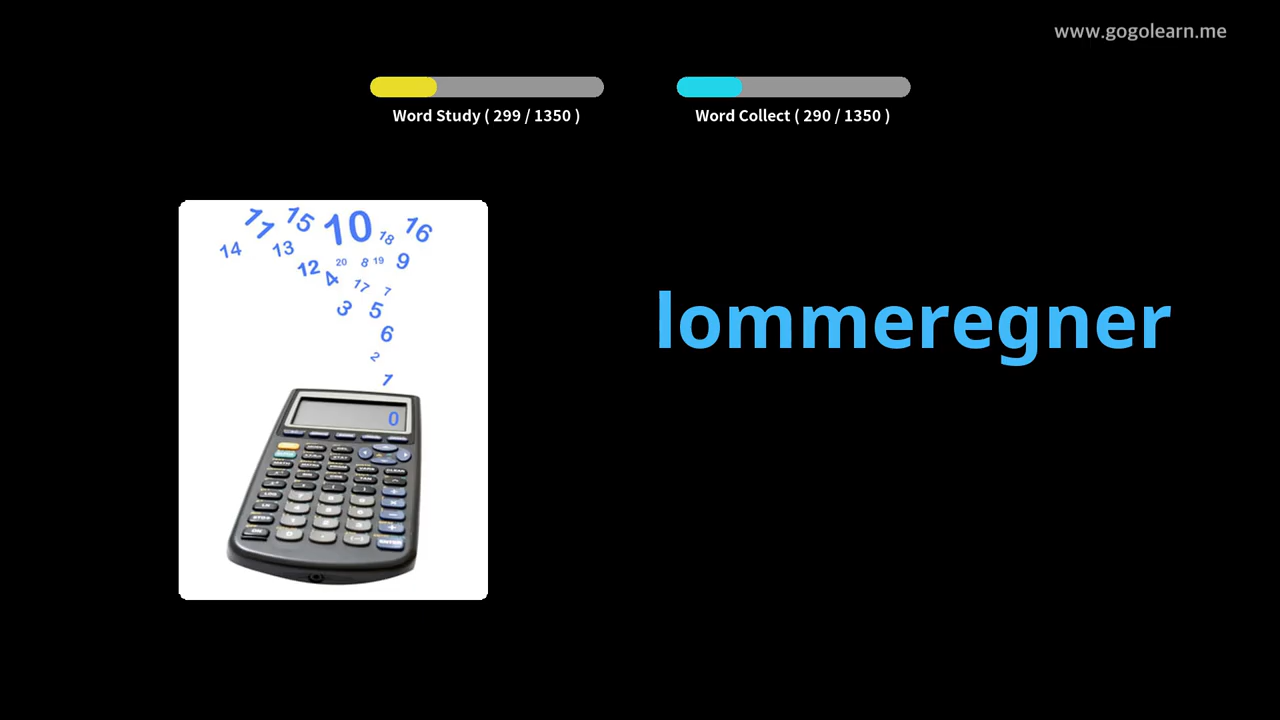 www.gogolearn.me
Word Study ( 299 / 1350 )
Word Collect ( 290 / 1350 )
11 15 10 18 16
14 13 12 20 8 19 9
4 17 7
3 5
6
2
1
0
lommeregner